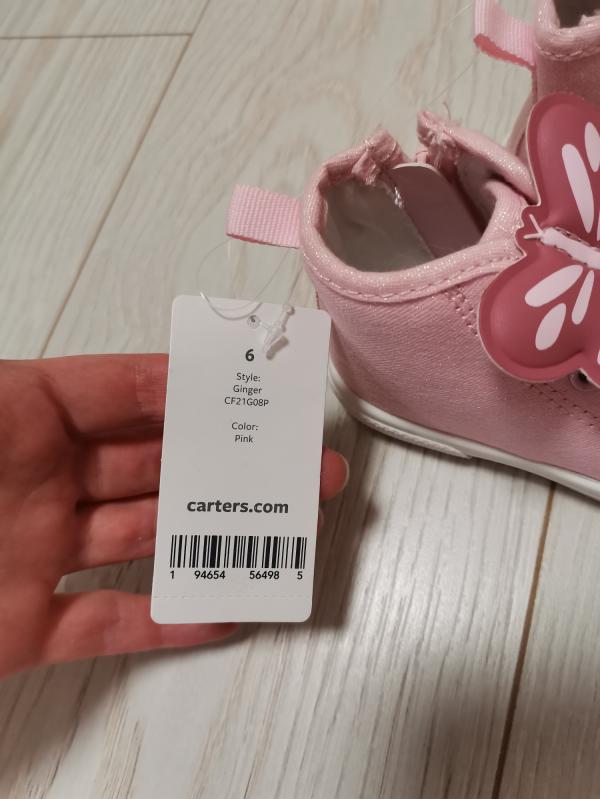 6
Style:
Ginger
CF21G08P
Color:
Pink
carters.com
1 94654 56498 5